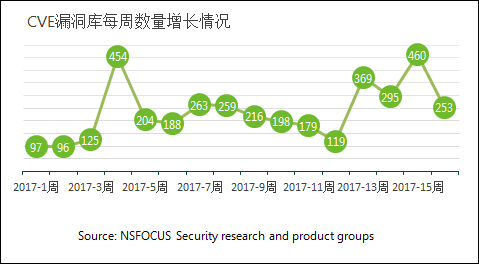 CVE漏洞库每周数量增长情况
97 96 125 454 204 188 263 259 216 198 179 119 369 295 460 253
2017-1周 2017-3周 2017-5周 2017-7周 2017-9周 2017-11周 2017-13周 2017-15周
Source: NSFOCUS Security research and product groups